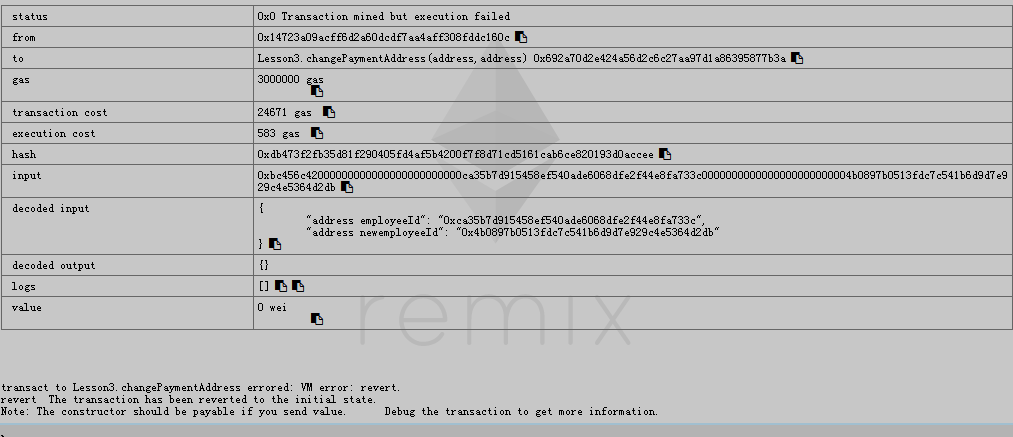 status 0x0 Transaction mined but execution failed
from 0x14723a09acff6d2a60dcdf7aa4aff308fddc160c
to Lesson3.changePaymentAddress(address,address) 0x692a70d2e424a56d2c6c27aa97d1a86395877b3a
gas 3000000 gas
transaction cost 24671 gas
execution cost 583 gas
hash 0xdb473f2fb35d81f290405fd4af5b4200f7f8d71cd5161cab6ce820193d0accee
input 0xbc456c42000000000000000000000000ca35b7d915458ef540ade6068dfe2f44e8fa733c0000000000000000000000004b0897b0513fdc7c541b6d9d7e9
29c4e5364d2db
decoded input {
"address employeeId": "0xca35b7d915458ef540ade6068dfe2f44e8fa733c",
"address newemployeeId": "0x4b0897b0513fdc7c541b6d9d7e929c4e5364d2db"
}
decoded output {}
logs []
value 0 wei
remix
transact to Lesson3.changePaymentAddress errored: VM error: revert.
revert The transaction has been reverted to the initial state.
Note: The constructor should be payable if you send value. Debug the transaction to get more information.